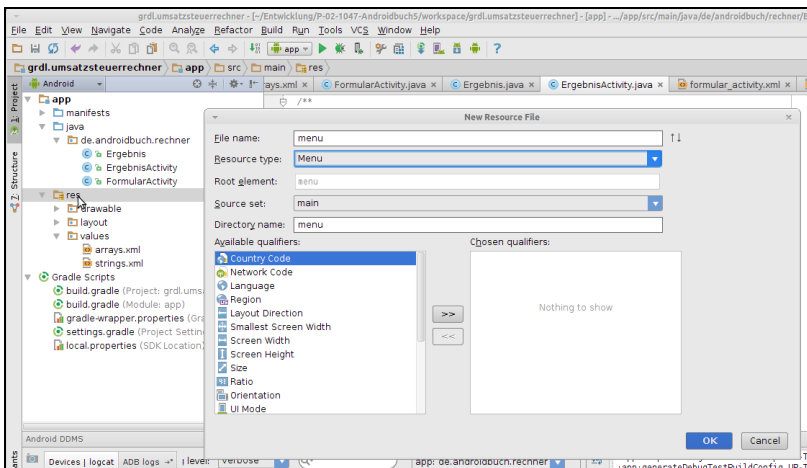 grdl.umsatzsteuerrechner - [~/Entwicklung/P-02-1047-Androidbuch5/workspace/grdl.umsatzsteuerrechner] - [app] - .../app/src/main/java/de/androidbuch/rechner/E
File Edit View Navigate Code Analyze Refactor Build Run Tools VCS Window Help
app
grdl.umsatzsteuerrechner app src main res
Android ays.xml × FormularActivity.java × Ergebnis.java × ErgebnisActivity.java × formular_activity.xml ×
1: Project
7: Structure
app
manifests
java
de.androidbuch.rechner
Ergebnis
ErgebnisActivity
FormularActivity
res
drawable
layout
values
arrays.xml
strings.xml
Gradle Scripts
build.gradle (Project: grdl.umsa
build.gradle (Module: app)
gradle-wrapper.properties (Gra
settings.gradle (Project Settin
local.properties (SDK Location)
/**
New Resource File
File name: menu
Resource type: Menu
Root element: menu
Source set: main
Directory name: menu
Available qualifiers: Chosen qualifiers:
Country Code
Network Code
Language
Region
Layout Direction
Smallest Screen Width
Screen Width
Screen Height
Size
Ratio
Orientation
UI Mode
>>
<<
Nothing to show
OK Cancel
Android DDMS
Devices | logcat ADB logs level: Verbose app: de.androidbuch.rechner